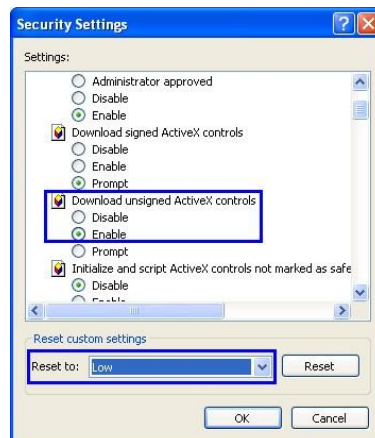 Security Settings
Settings:
Administrator approved
Disable
Enable
Download signed ActiveX controls
Disable
Enable
Prompt
Download unsigned ActiveX controls
Disable
Enable
Prompt
Initialize and script ActiveX controls not marked as safe
Disable
Enable
Reset custom settings
Reset to:
Low
Reset
OK
Cancel